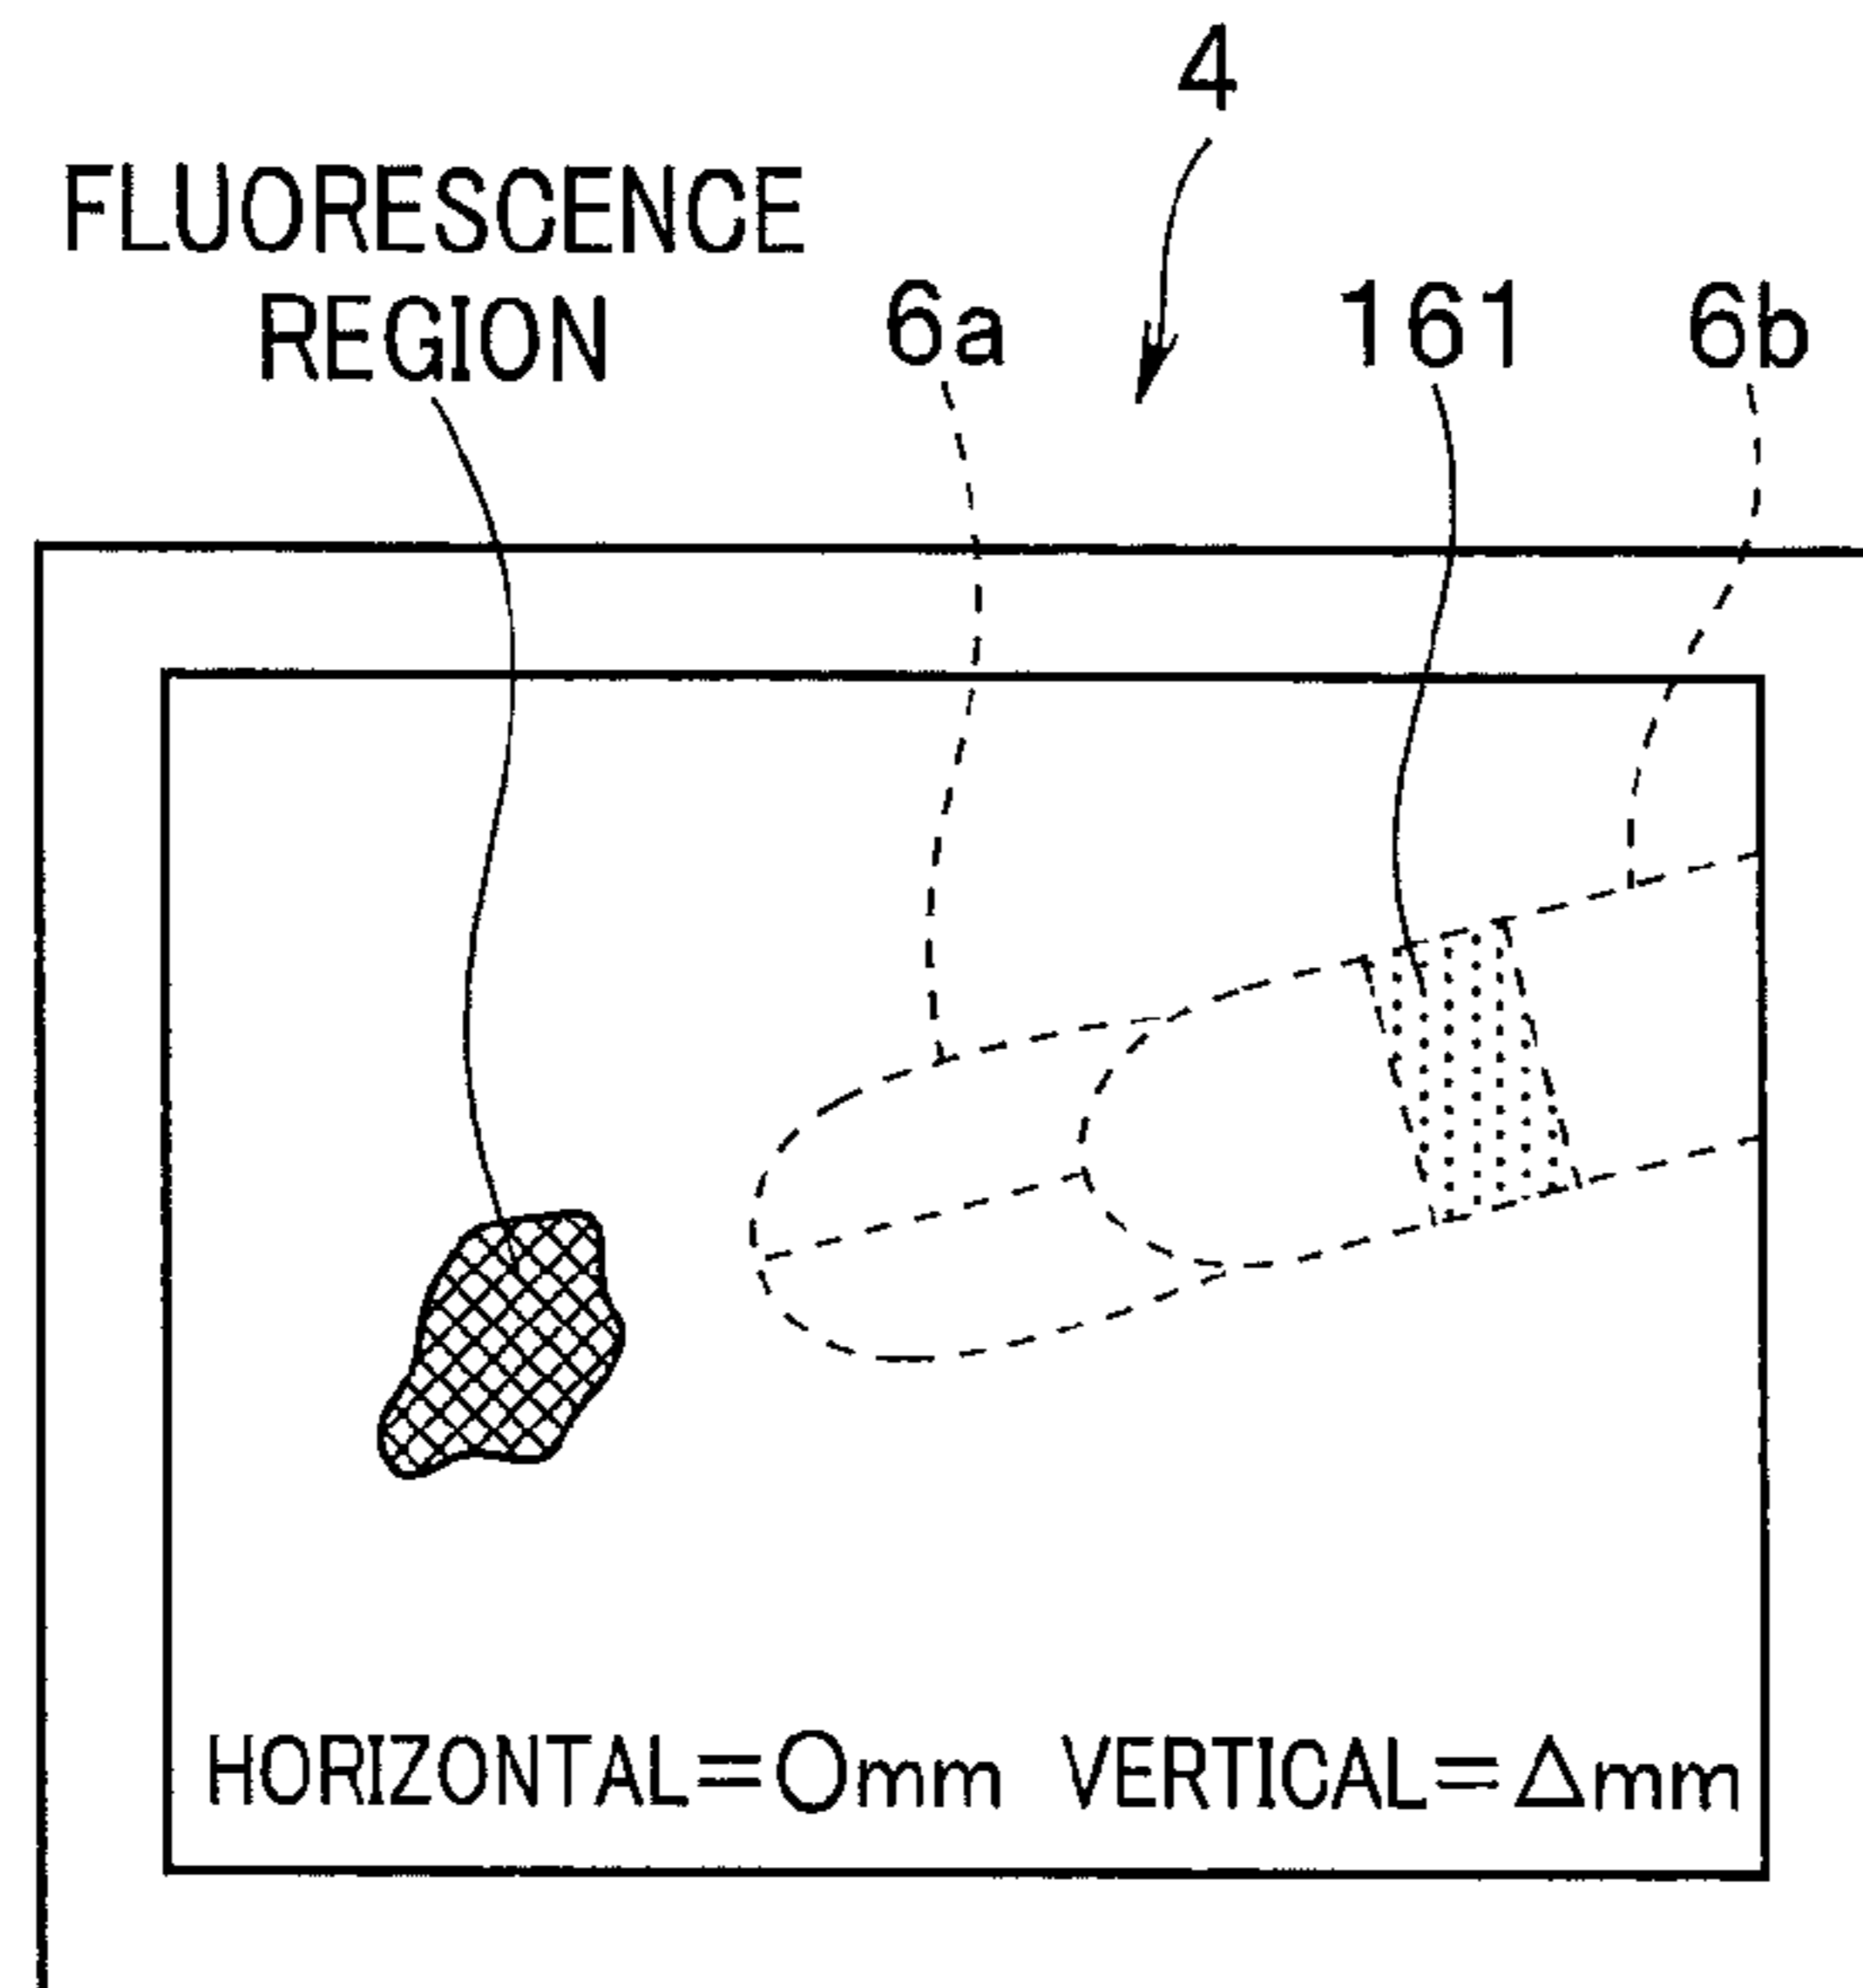 4
FLUORESCENCE
REGION
6a
161
6b
HORIZONTAL=○mm VERTICAL=△mm